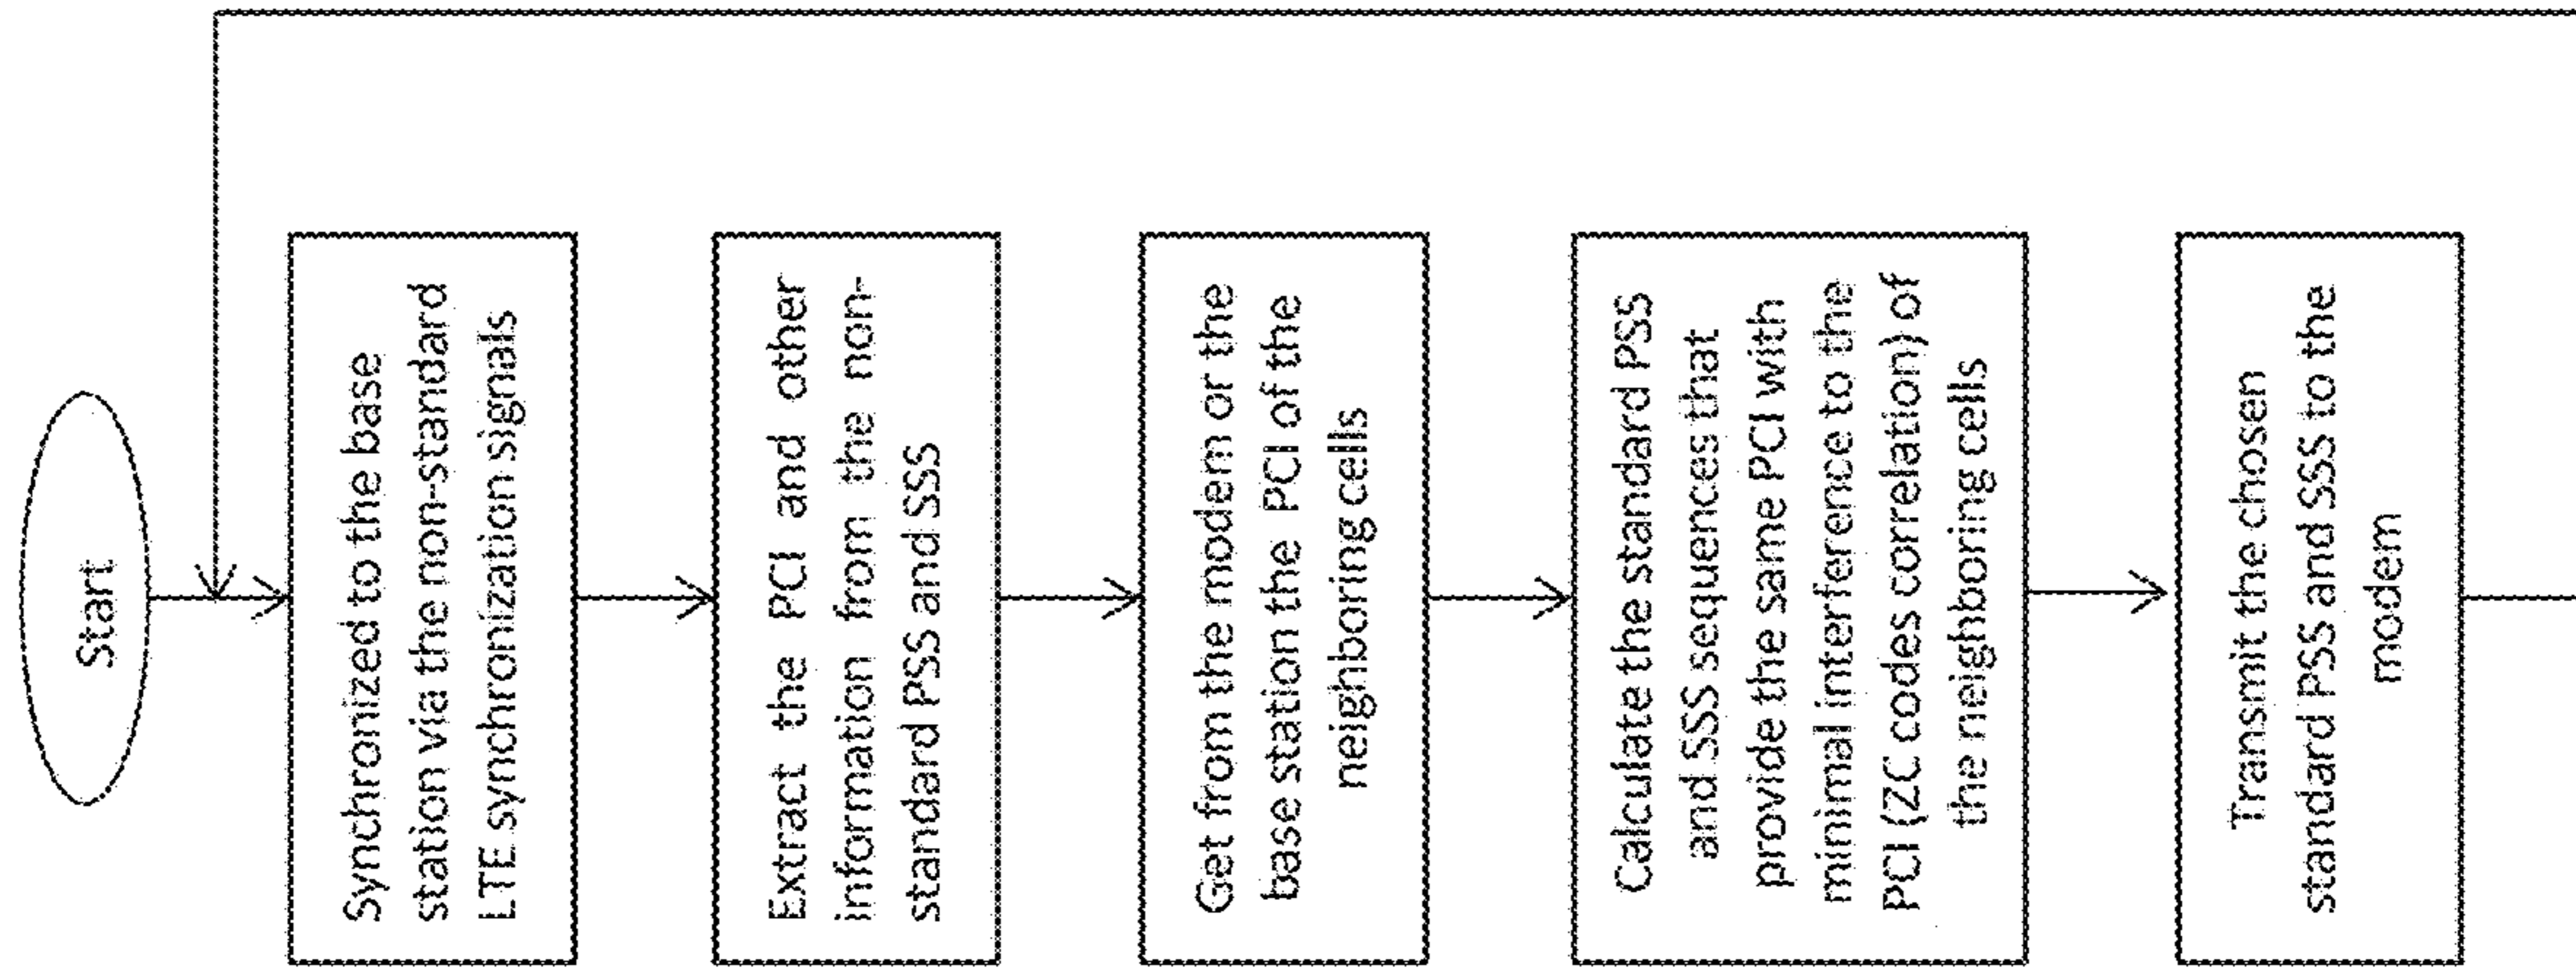 Start
Synchronized to the base
station via the non-standard
LTE synchronization signals
Extract the PCI and other
information from the non-
standard PSS and SSS
Get from the modem or the
base station the PCI of the
neighboring cells
Calculate the standard PSS
and SSS sequences that
provide the same PCI with
minimal interference to the
PCI (ZC codes correlation) of
the neighboring cells
Transmit the chosen
standard PSS and SSS to the
modem